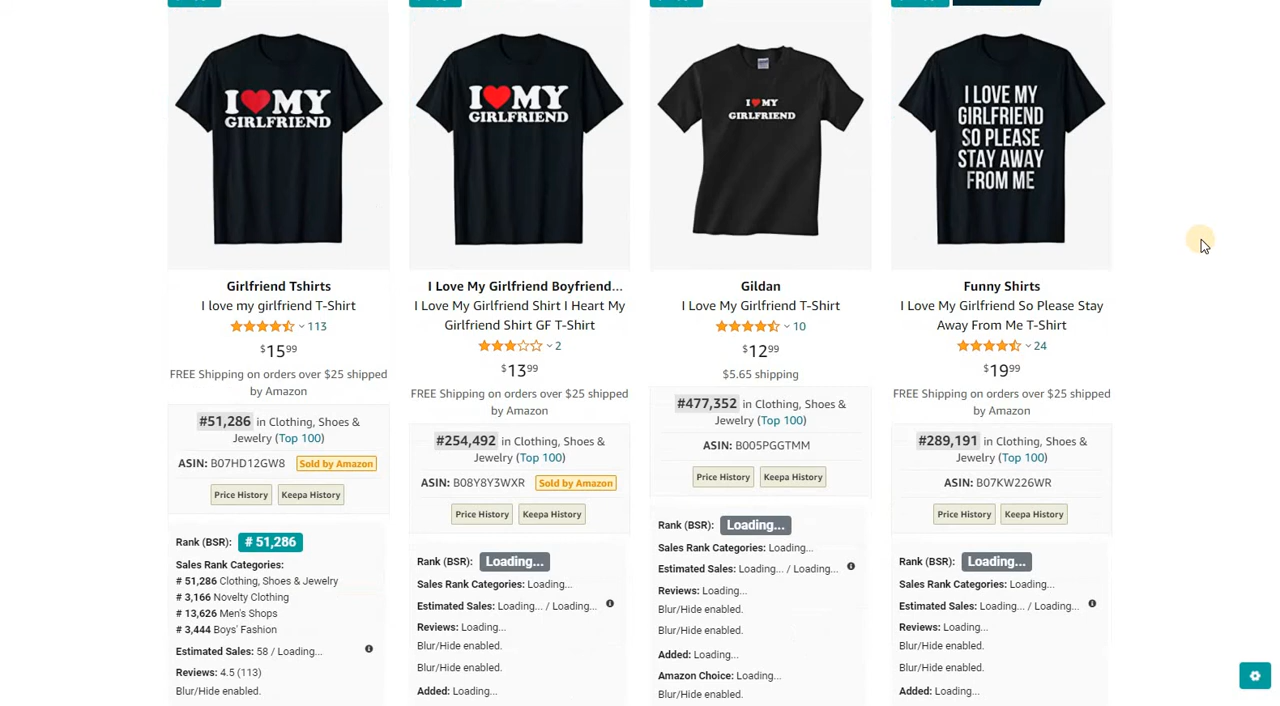 I ❤ MY
GIRLFRIEND
Girlfriend Tshirts
I love my girlfriend T-Shirt
113
$15⁹⁹
FREE Shipping on orders over $25 shipped
by Amazon
#51,286 in Clothing, Shoes &
Jewelry (Top 100)
ASIN: B07HD12GW8 Sold by Amazon
Price History Keepa History
Rank (BSR): # 51,286
Sales Rank Categories:
# 51,286 Clothing, Shoes & Jewelry
# 3,166 Novelty Clothing
# 13,626 Men's Shops
# 3,444 Boys' Fashion
Estimated Sales: 58 / Loading...
Reviews: 4.5 (113)
Blur/Hide enabled.
I ❤ MY
GIRLFRIEND
I Love My Girlfriend Boyfriend...
I Love My Girlfriend Shirt I Heart My
Girlfriend Shirt GF T-Shirt
2
$13⁹⁹
FREE Shipping on orders over $25 shipped
by Amazon
#254,492 in Clothing, Shoes &
Jewelry (Top 100)
ASIN: B08Y8Y3WXR Sold by Amazon
Price History Keepa History
Rank (BSR): Loading...
Sales Rank Categories: Loading...
Estimated Sales: Loading... / Loading...
Reviews: Loading...
Blur/Hide enabled.
Blur/Hide enabled.
Added: Loading...
I ❤ MY
GIRLFRIEND
Gildan
I Love My Girlfriend T-Shirt
10
$12⁹⁹
$5.65 shipping
#477,352 in Clothing, Shoes &
Jewelry (Top 100)
ASIN: B005PGGTMM
Price History Keepa History
Rank (BSR): Loading...
Sales Rank Categories: Loading...
Estimated Sales: Loading... / Loading...
Reviews: Loading...
Blur/Hide enabled.
Blur/Hide enabled.
Added: Loading...
Amazon Choice: Loading...
Blur/Hide enabled.
I LOVE MY
GIRLFRIEND
SO PLEASE
STAY AWAY
FROM ME
Funny Shirts
I Love My Girlfriend So Please Stay
Away From Me T-Shirt
24
$19⁹⁹
FREE Shipping on orders over $25 shipped
by Amazon
#289,191 in Clothing, Shoes &
Jewelry (Top 100)
ASIN: B07KW226WR
Price History Keepa History
Rank (BSR): Loading...
Sales Rank Categories: Loading...
Estimated Sales: Loading... / Loading...
Reviews: Loading...
Blur/Hide enabled.
Blur/Hide enabled.
Added: Loading...